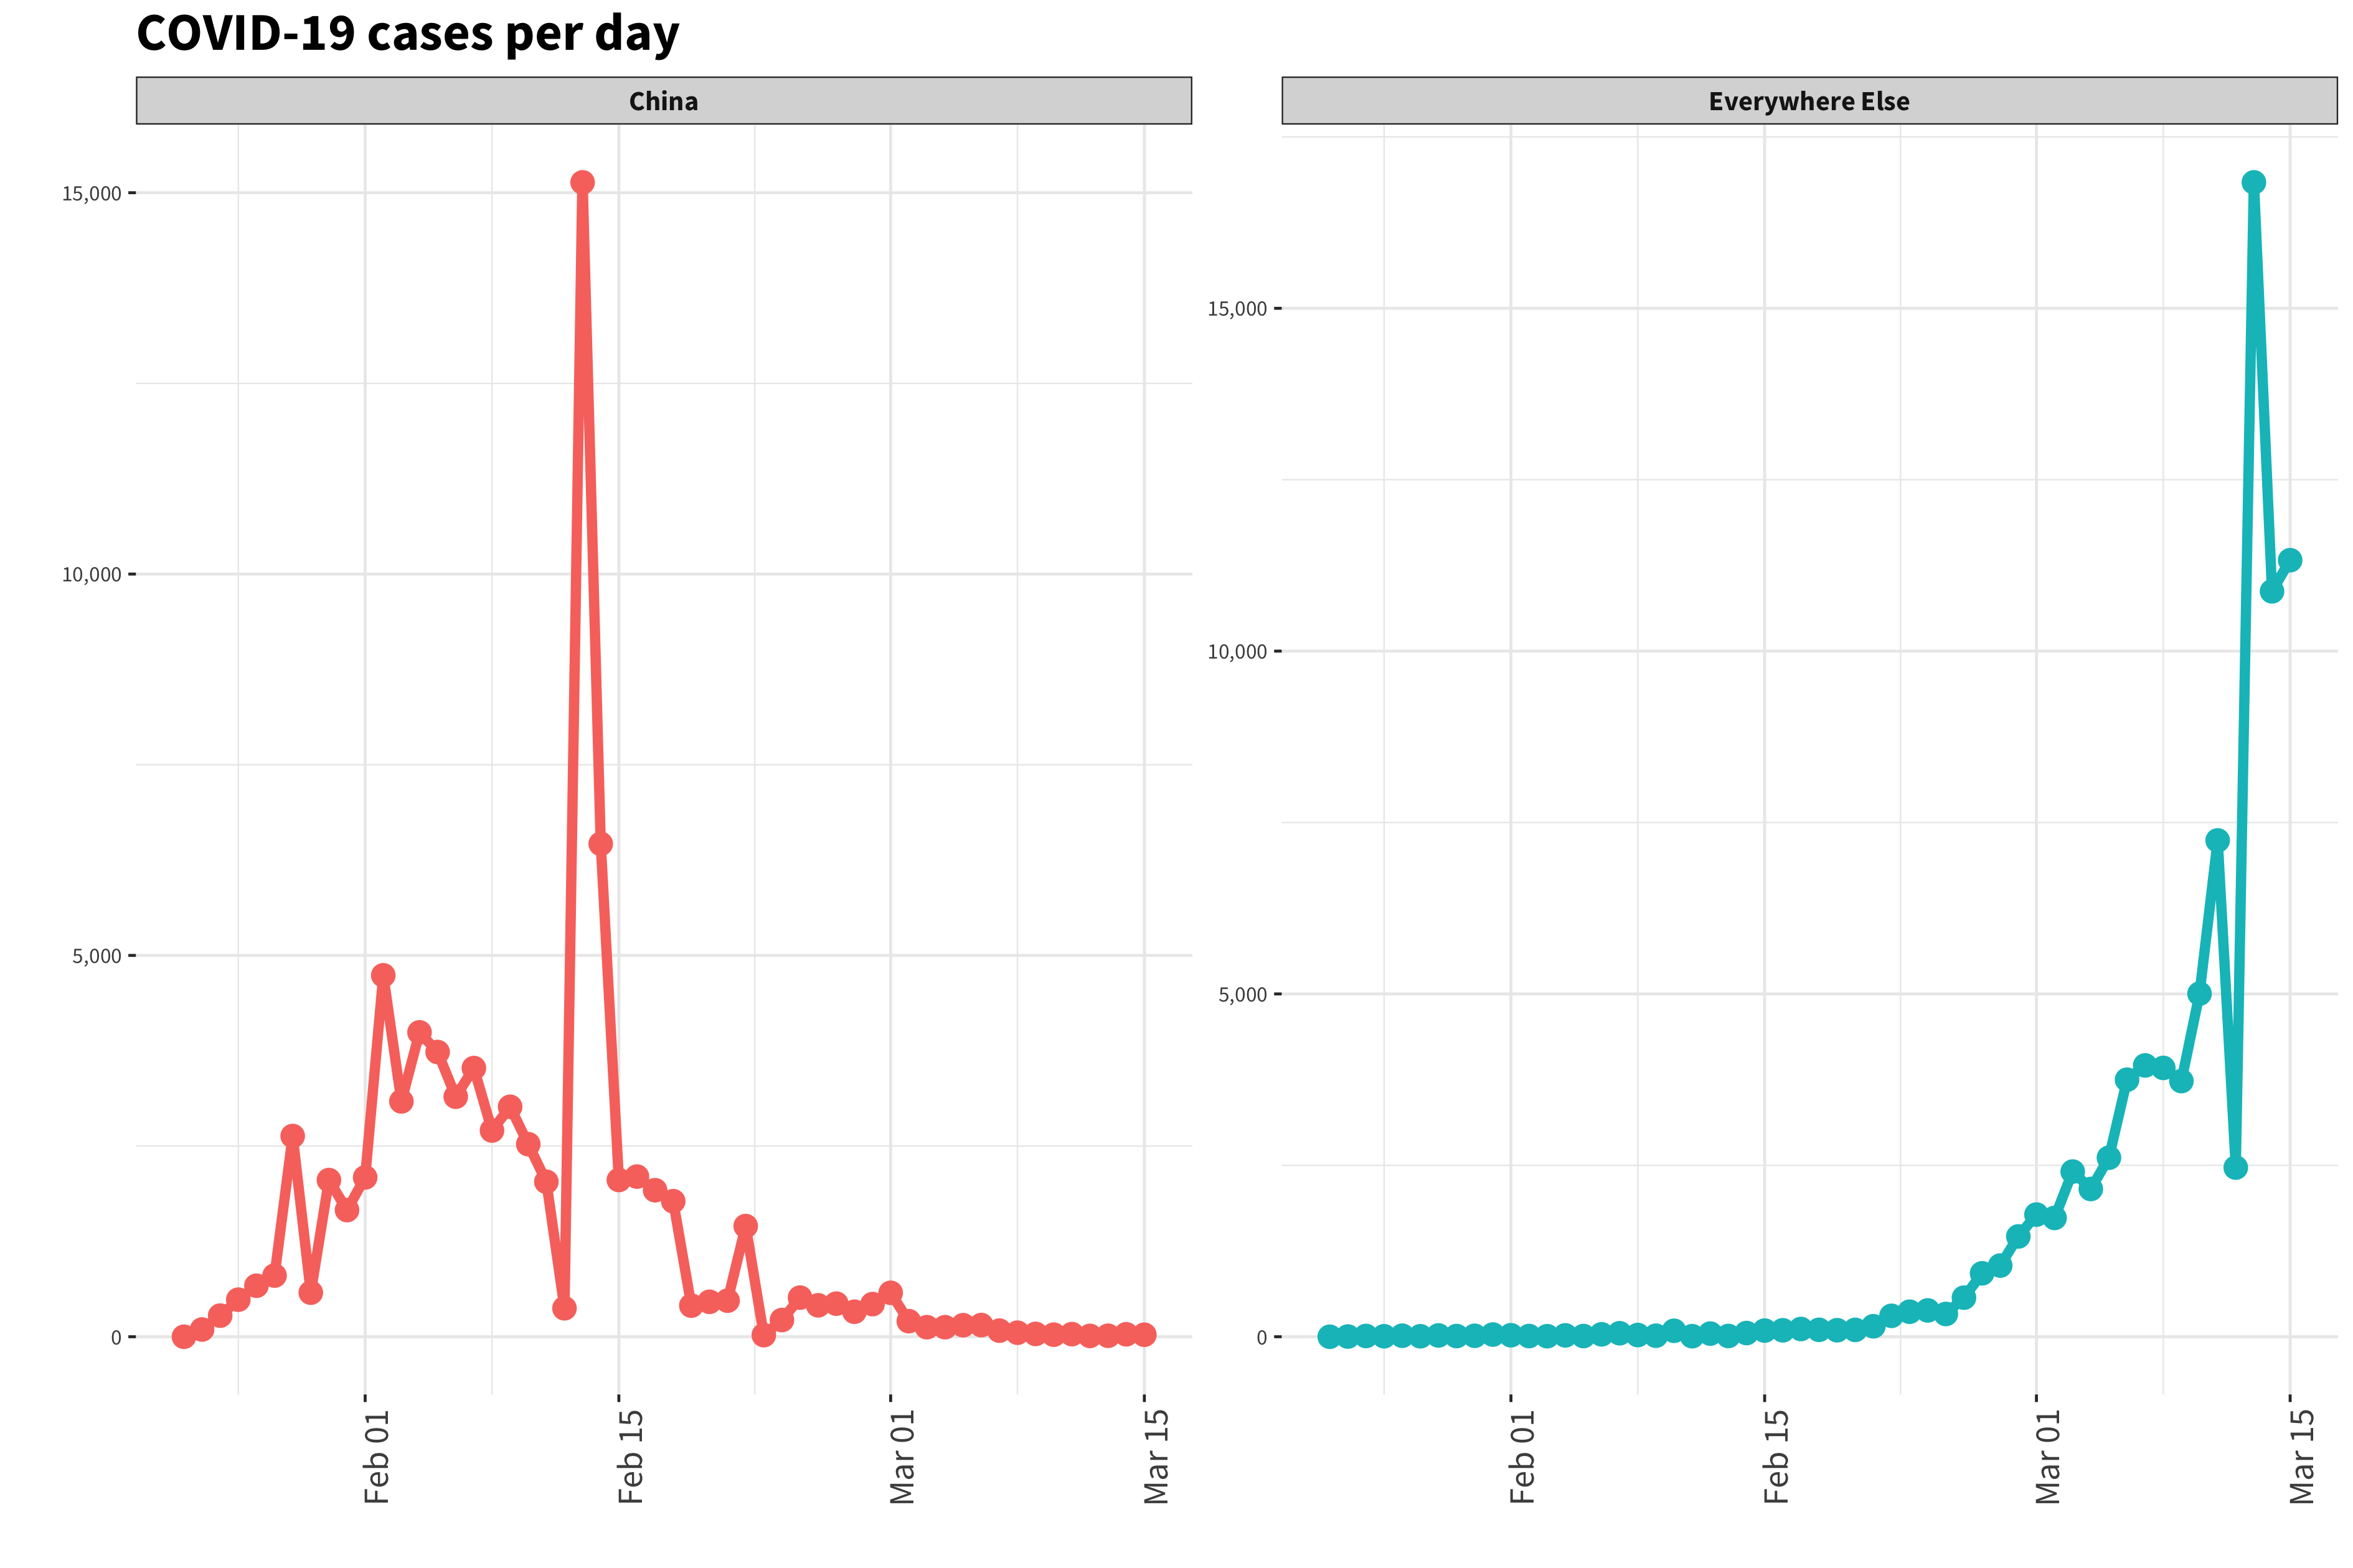 COVID-19 cases per day
China
Everywhere Else
15,000
10,000
5,000
0
15,000
10,000
5,000
0
Feb 01
Feb 15
Mar 01
Mar 15
Feb 01
Feb 15
Mar 01
Mar 15